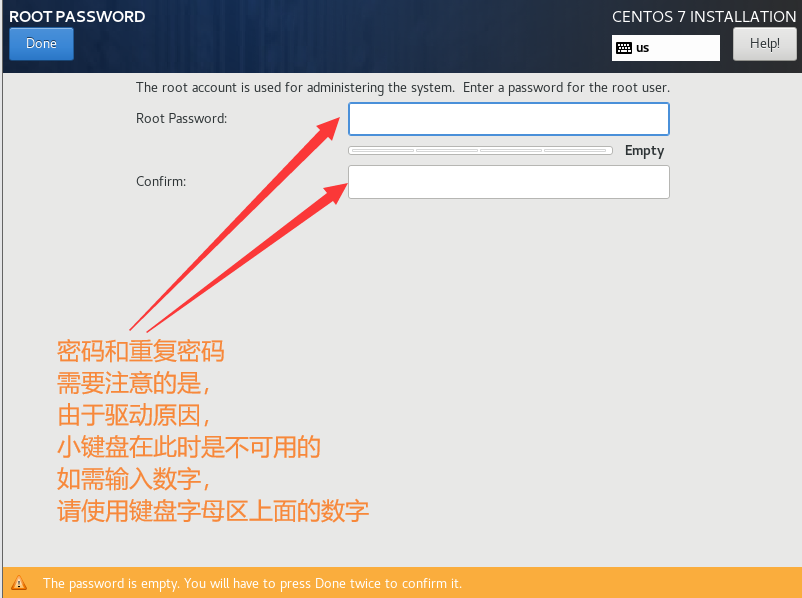 ROOT PASSWORD
CENTOS 7 INSTALLATION
Done
us
Help!
The root account is used for administering the system.  Enter a password for the root user.
Root Password:
Empty
Confirm:
密码和重复密码
需要注意的是，
由于驱动原因，
小键盘在此时是不可用的
如需输入数字，
请使用键盘字母区上面的数字
The password is empty. You will have to press Done twice to confirm it.